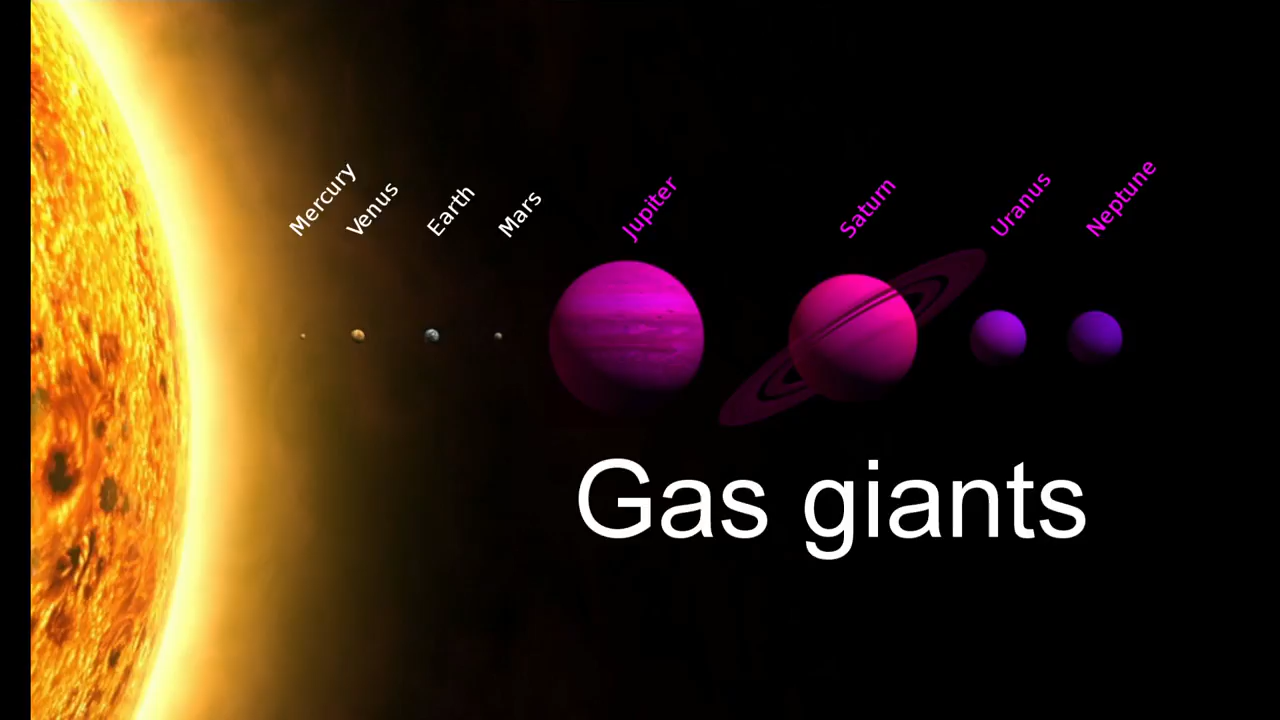 Mercury
Venus
Earth
Mars
Jupiter
Saturn
Uranus
Neptune
Gas giants